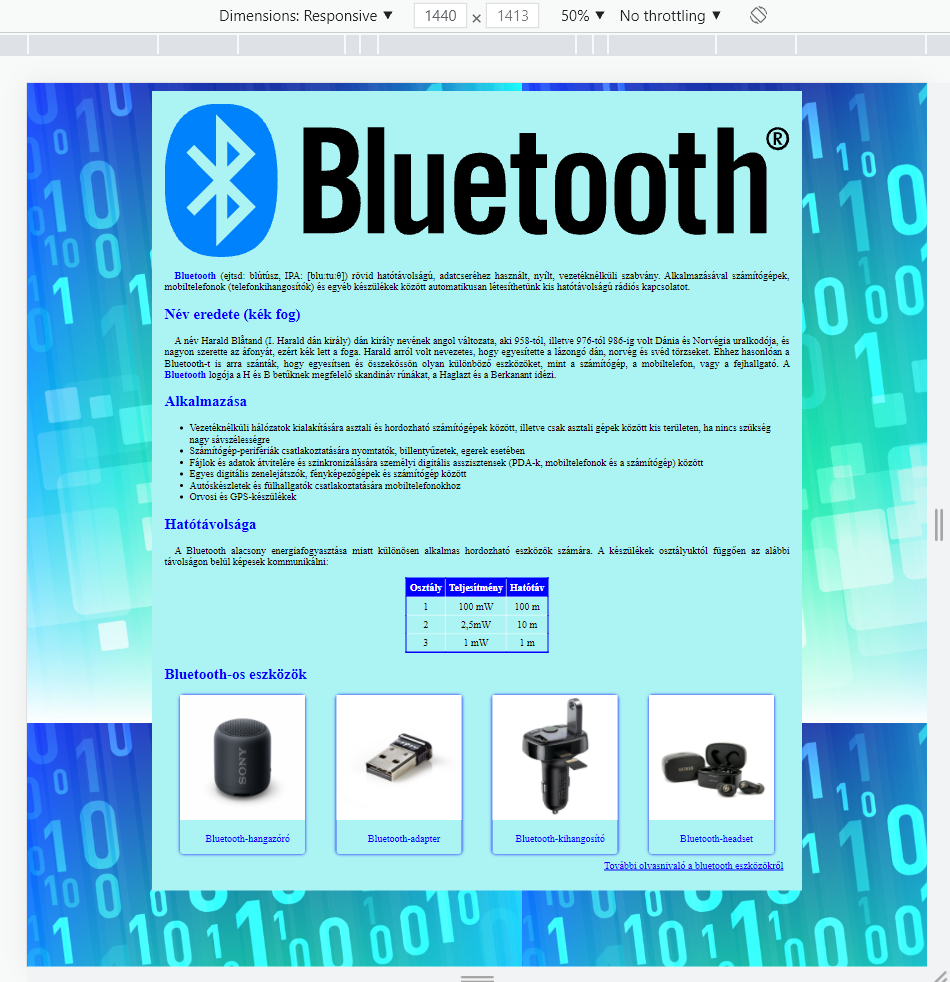 Dimensions: Responsive ▼ 1440 × 1413 50% ▼ No throttling ▼
Bluetooth®
Bluetooth (ejtsd: blútúsz, IPA: [blu:tu:θ]) rövid hatótávolságú, adatcseréhez használt, nyílt, vezetéknélküli szabvány. Alkalmazásával számítógépek,
mobiltelefonok (telefonkihangosítók) és egyéb készülékek között automatikusan létesíthetünk kis hatótávolságú rádiós kapcsolatot.
Név eredete (kék fog)
A név Harald Blåtand (I. Harald dán király) dán király nevének angol változata, aki 958-tól, illetve 976-tól 986-ig volt Dánia és Norvégia uralkodója, és
nagyon szerette az áfonyát, ezért kék lett a foga. Harald arról volt nevezetes, hogy egyesítette a lázongó dán, norvég és svéd törzseket. Ehhez hasonlóan a
Bluetooth-t is arra szánták, hogy egyesítsen és összekössön olyan különböző eszközöket, mint a számítógép, a mobiltelefon, vagy a fejhallgató. A
Bluetooth logója a H és B betűknek megfelelő skandináv rúnákat, a Haglazt és a Berkanant idézi.
Alkalmazása
• Vezetéknélküli hálózatok kialakítására asztali és hordozható számítógépek között, illetve csak asztali gépek között kis területen, ha nincs szükség
nagy sávszélességre
• Számítógép-perifériák csatlakoztatására nyomtatók, billentyűzetek, egerek esetében
• Fájlok és adatok átvitelére és szinkronizálására személyi digitális asszisztensek (PDA-k, mobiltelefonok és a számítógép) között
• Egyes digitális zenelejátszók, fényképezőgépek és számítógép között
• Autóskészletek és fülhallgatók csatlakoztatására mobiltelefonokhoz
• Orvosi és GPS-készülékek
Hatótávolsága
A Bluetooth alacsony energiafogyasztása miatt különösen alkalmas hordozható eszközök számára. A készülékek osztályuktól függően az alábbi
távolságon belül képesek kommunikálni:
Osztály Teljesítmény Hatótáv
1 100 mW 100 m
2 2,5mW 10 m
3 1 mW 1 m
Bluetooth-os eszközök
SONY
Bluetooth-hangazóró Bluetooth-adapter Bluetooth-kihangosító Bluetooth-headset
További olvasnivaló a bluetooth eszközökről